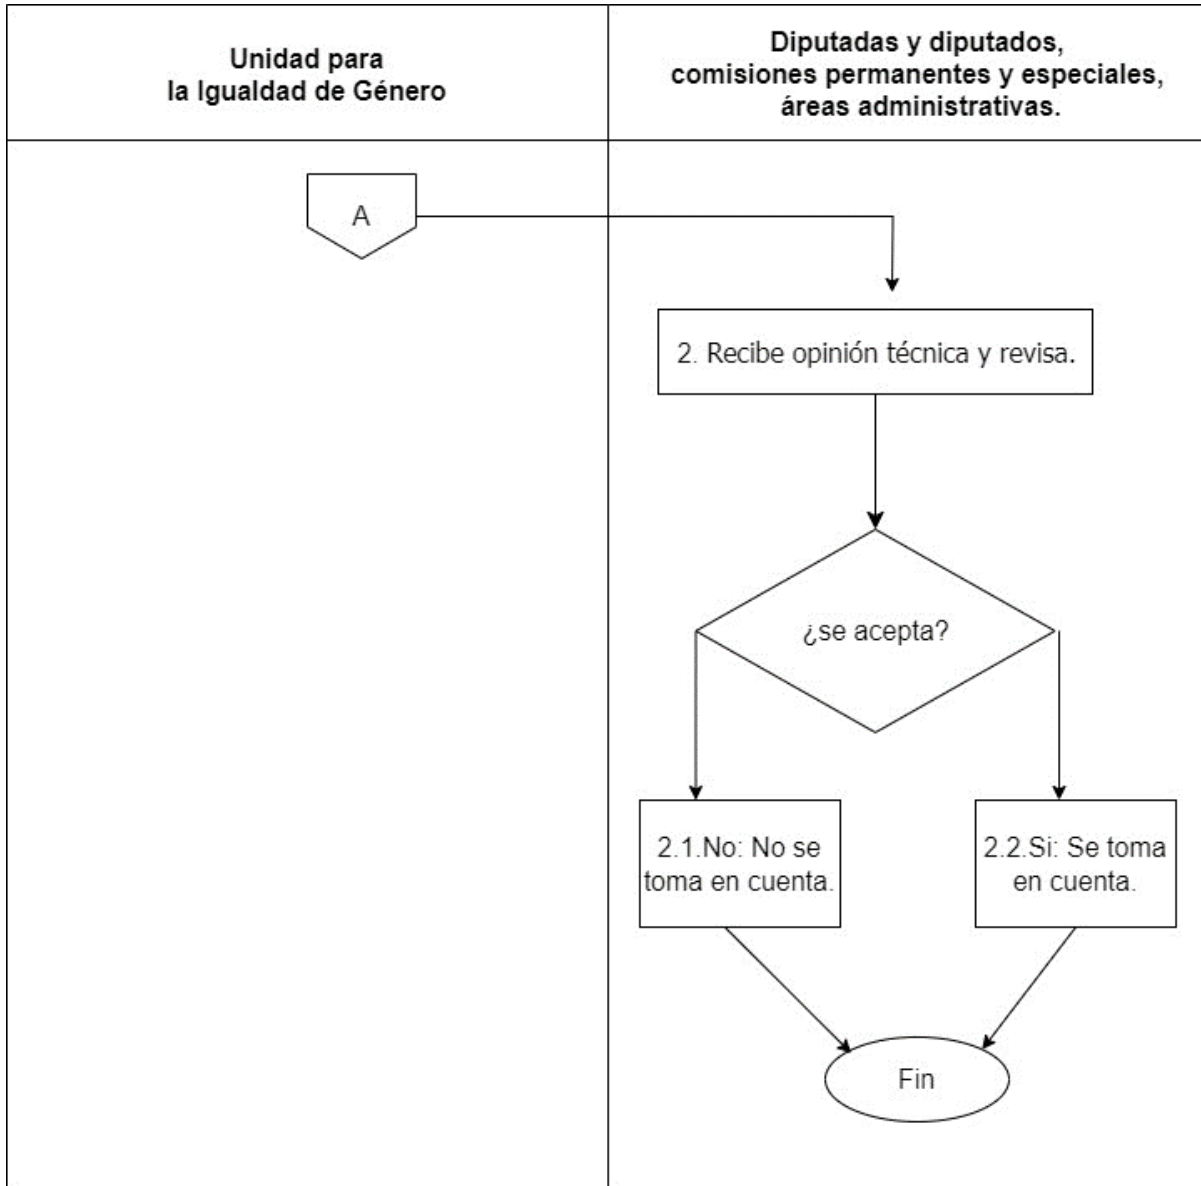 Unidad para
la Igualdad de Género
Diputadas y diputados,
comisiones permanentes y especiales,
áreas administrativas.
A
2. Recibe opinión técnica y revisa.
¿se acepta?
2.1.No: No se
toma en cuenta.
2.2.Si: Se toma
en cuenta.
Fin